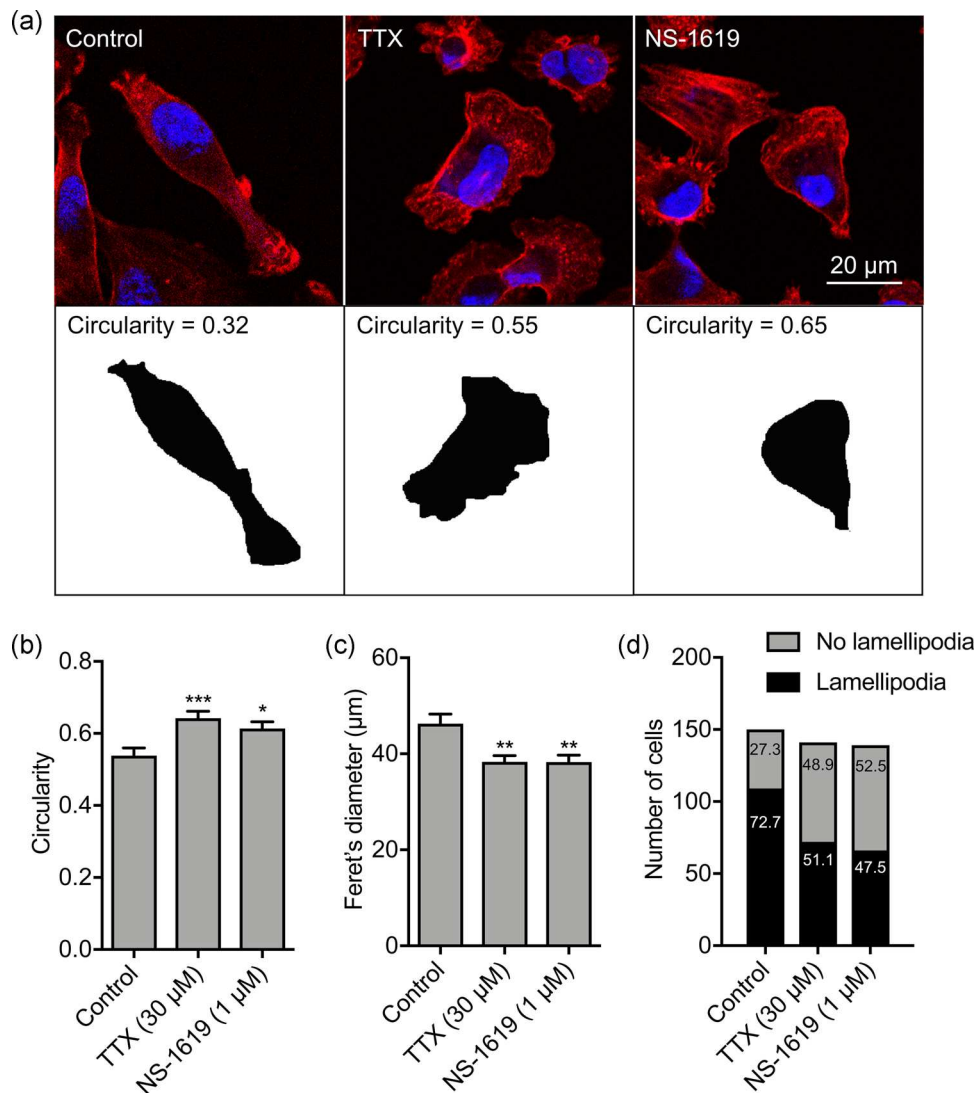 (a)
Control
TTX
NS-1619
20 μm
Circularity = 0.32
Circularity = 0.55
Circularity = 0.65
(b)
0.8
0.6
0.4
0.2
0.0
Circularity
***
*
Control
TTX (30 μM)
NS-1619 (1 μM)
(c)
60
40
20
0
Feret's diameter (μm)
**
**
Control
TTX (30 μM)
NS-1619 (1 μM)
(d)
No lamellipodia
Lamellipodia
200
150
100
50
0
Number of cells
27.3
48.9
52.5
72.7
51.1
47.5
Control
TTX (30 μM)
NS-1619 (1 μM)